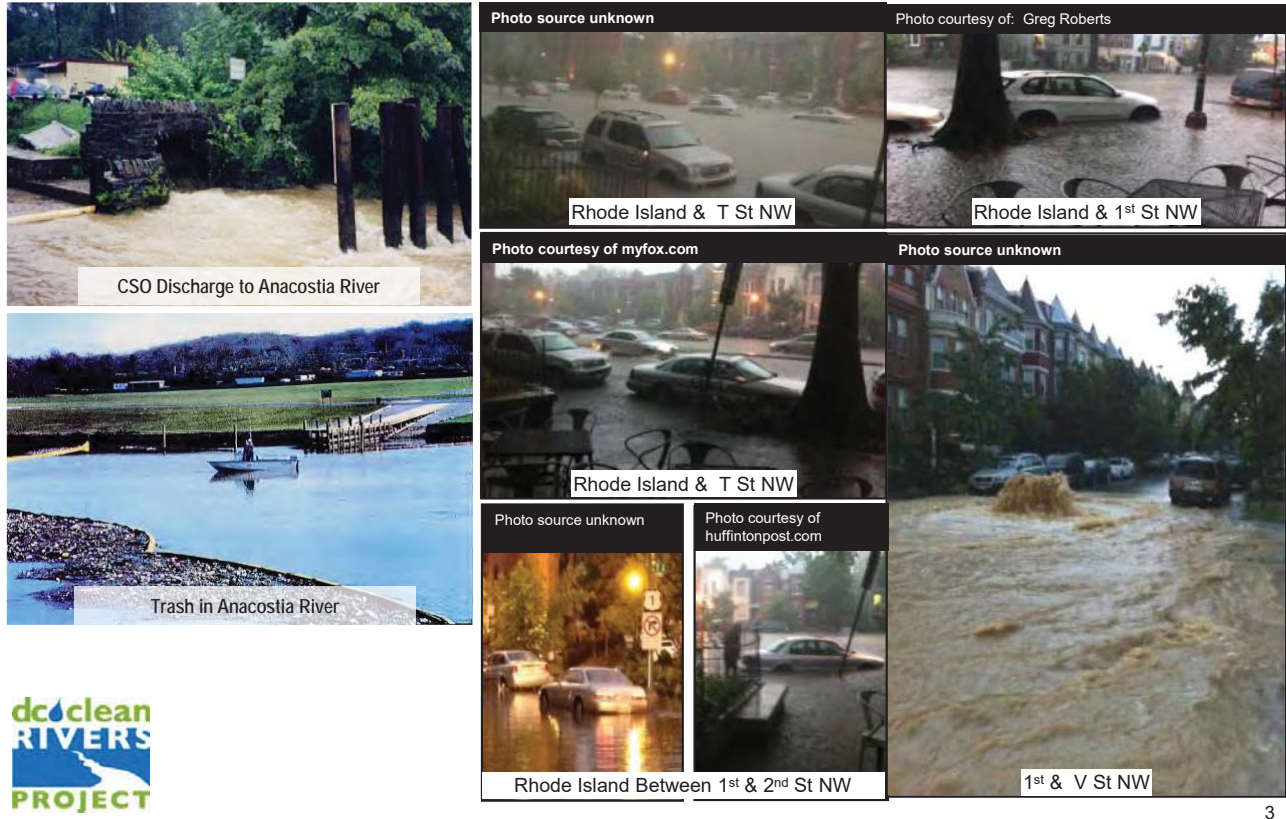 CSO Discharge to Anacostia River
Trash in Anacostia River
dc clean
RIVERS
PROJECT
Photo source unknown
Rhode Island & T St NW
Photo courtesy of: Greg Roberts
Rhode Island & 1st St NW
Photo courtesy of myfox.com
Rhode Island & T St NW
Photo source unknown
Photo courtesy of
huffintonpost.com
Rhode Island Between 1st & 2nd St NW
Photo source unknown
1st & V St NW
3